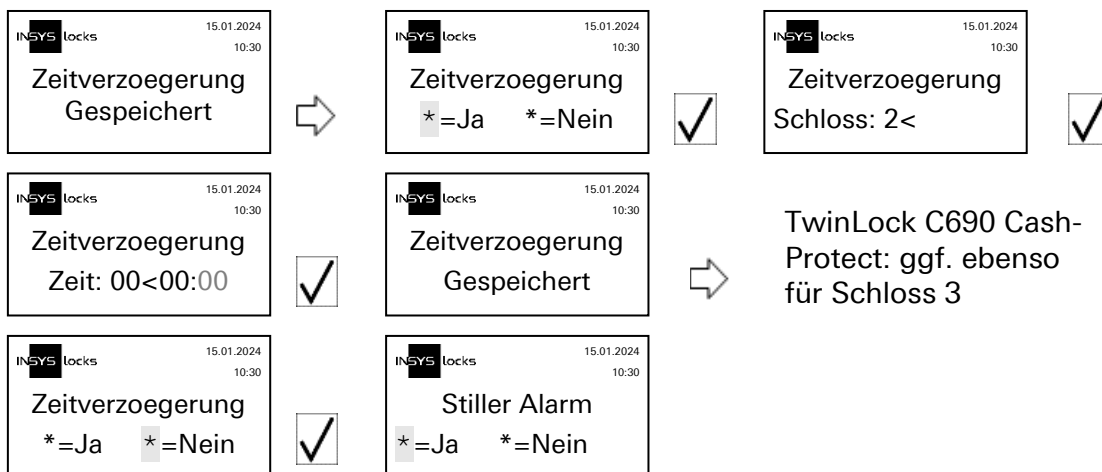 INSYS locks 15.01.2024
10:30
Zeitverzoegerung
Gespeichert
INSYS locks 15.01.2024
10:30
Zeitverzoegerung
*=Ja *=Nein
INSYS locks 15.01.2024
10:30
Zeitverzoegerung
Schloss: 2<
INSYS locks 15.01.2024
10:30
Zeitverzoegerung
Zeit: 00<00:00
INSYS locks 15.01.2024
10:30
Zeitverzoegerung
Gespeichert
TwinLock C690 Cash-
Protect: ggf. ebenso
für Schloss 3
INSYS locks 15.01.2024
10:30
Zeitverzoegerung
*=Ja *=Nein
INSYS locks 15.01.2024
10:30
Stiller Alarm
*=Ja *=Nein